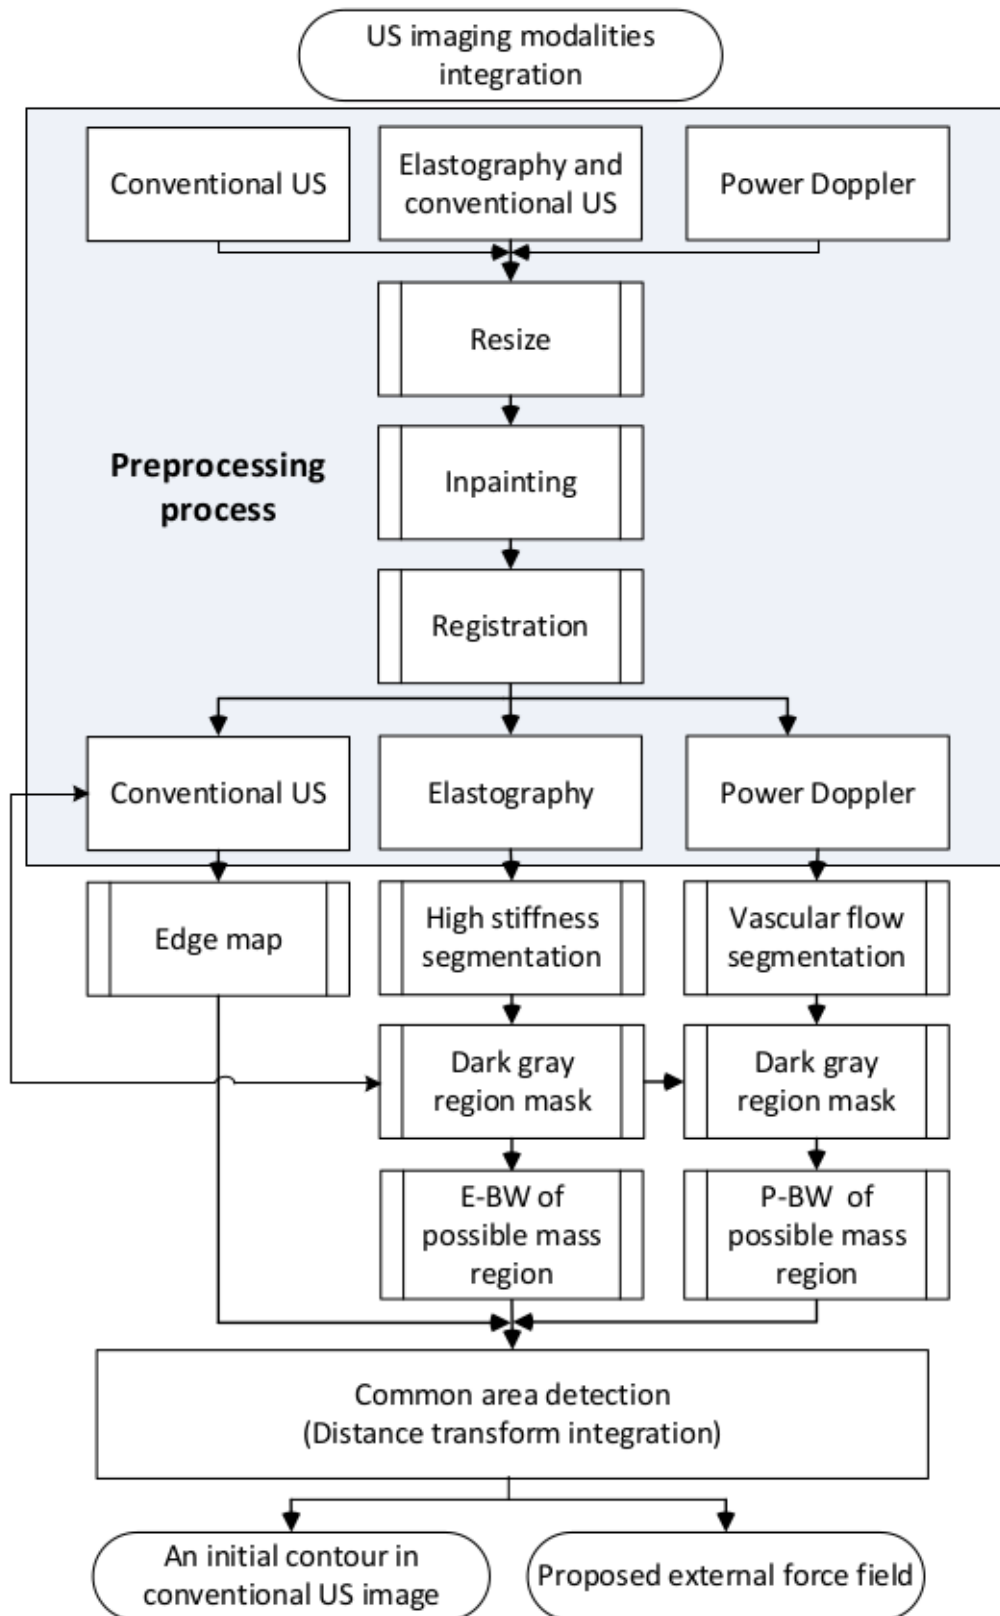 US imaging modalities
integration
Conventional US
Elastography and
conventional US
Power Doppler
Resize
Preprocessing
process
Inpainting
Registration
Conventional US
Elastography
Power Doppler
Edge map
High stiffness
segmentation
Vascular flow
segmentation
Dark gray
region mask
Dark gray
region mask
E-BW of
possible mass
region
P-BW of
possible mass
region
Common area detection
(Distance transform integration)
An initial contour in
conventional US image
Proposed external force field